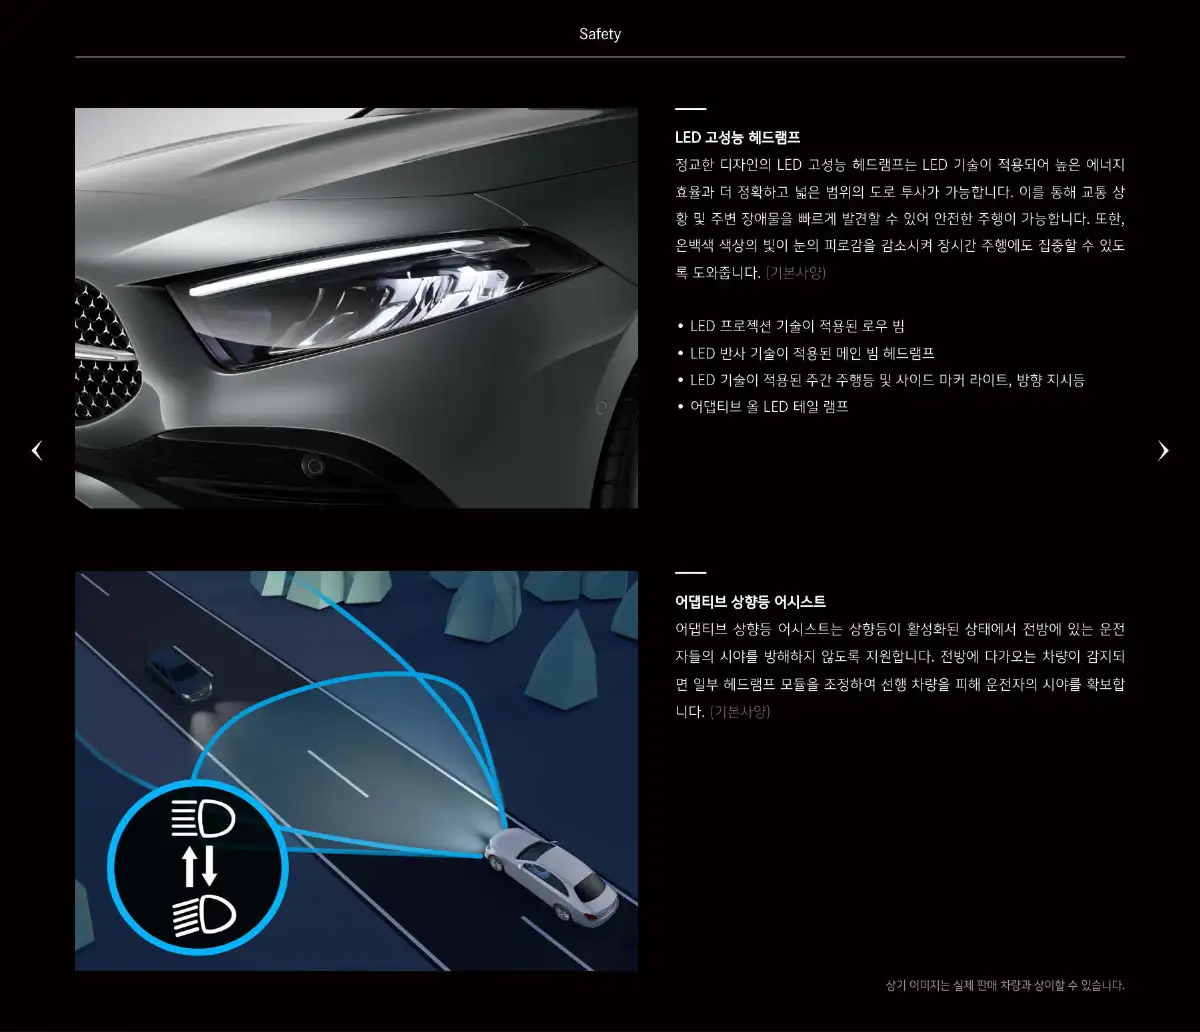 Safety
LED 고성능 헤드램프
정교한 디자인의 LED 고성능 헤드램프는 LED 기술이 적용되어 높은 에너지
효율과 더 정확하고 넓은 범위의 도로 투사가 가능합니다. 이를 통해 교통 상
황 및 주변 장애물을 빠르게 발견할 수 있어 안전한 주행이 가능합니다. 또한,
온백색 색상의 빛이 눈의 피로감을 감소시켜 장시간 주행에도 집중할 수 있도
록 도와줍니다. (기본사양)
• LED 프로젝션 기술이 적용된 로우 빔
• LED 반사 기술이 적용된 메인 빔 헤드램프
• LED 기술이 적용된 주간 주행등 및 사이드 마커 라이트, 방향 지시등
• 어댑티브 올 LED 테일 램프
어댑티브 상향등 어시스트
어댑티브 상향등 어시스트는 상향등이 활성화된 상태에서 전방에 있는 운전
자들의 시야를 방해하지 않도록 지원합니다. 전방에 다가오는 차량이 감지되
면 일부 헤드램프 모듈을 조정하여 선행 차량을 피해 운전자의 시야를 확보합
니다. (기본사양)
상기 이미지는 실제 판매 차량과 상이할 수 있습니다.